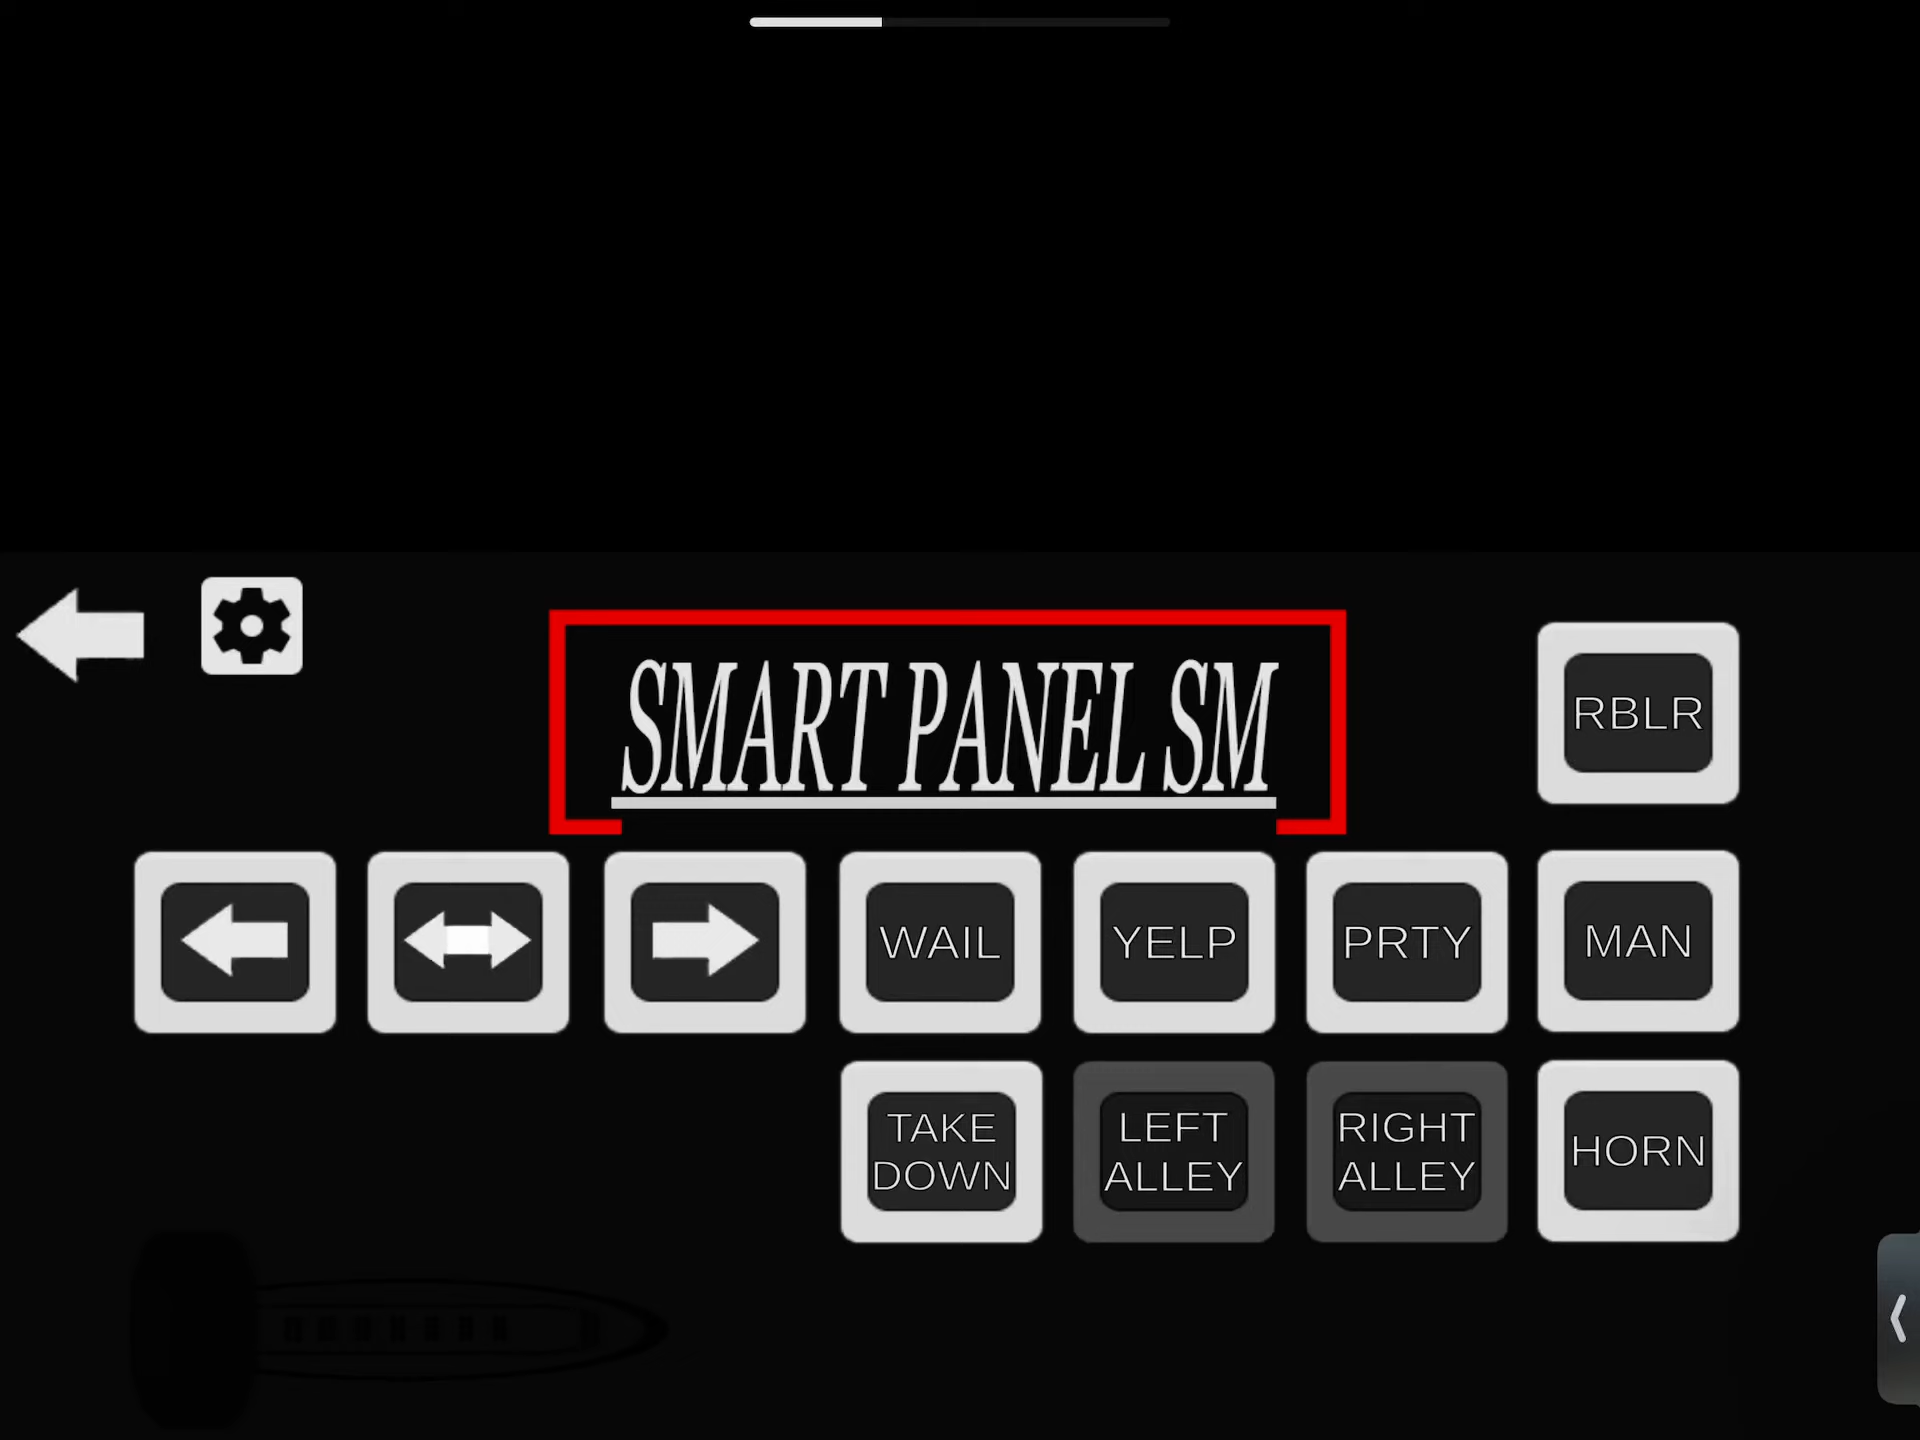 SMART PANEL SM
RBLR
WAIL
YELP
PRTY
MAN
TAKE
DOWN
LEFT
ALLEY
RIGHT
ALLEY
HORN